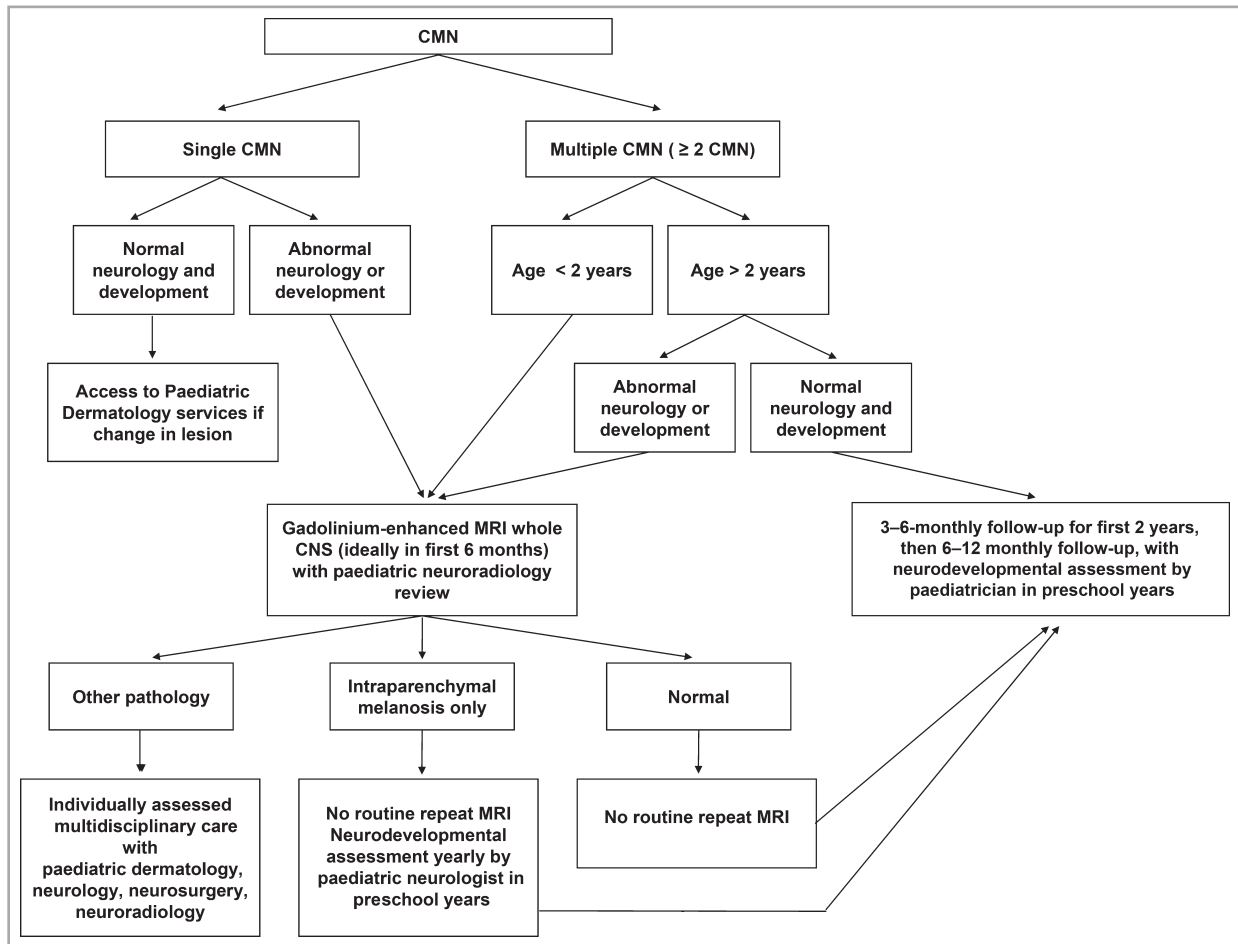 CMN
Single CMN
Multiple CMN ( ≥ 2 CMN)
Normal
neurology and
development
Abnormal
neurology or
development
Age < 2 years
Age > 2 years
Access to Paediatric
Dermatology services if
change in lesion
Abnormal
neurology or
development
Normal
neurology and
development
Gadolinium-enhanced MRI whole
CNS (ideally in first 6 months)
with paediatric neuroradiology
review
3–6-monthly follow-up for first 2 years,
then 6–12 monthly follow-up, with
neurodevelopmental assessment by
paediatrician in preschool years
Other pathology
Intraparenchymal
melanosis only
Normal
Individually assessed
multidisciplinary care
with
paediatric dermatology,
neurology, neurosurgery,
neuroradiology
No routine repeat MRI
Neurodevelopmental
assessment yearly by
paediatric neurologist in
preschool years
No routine repeat MRI